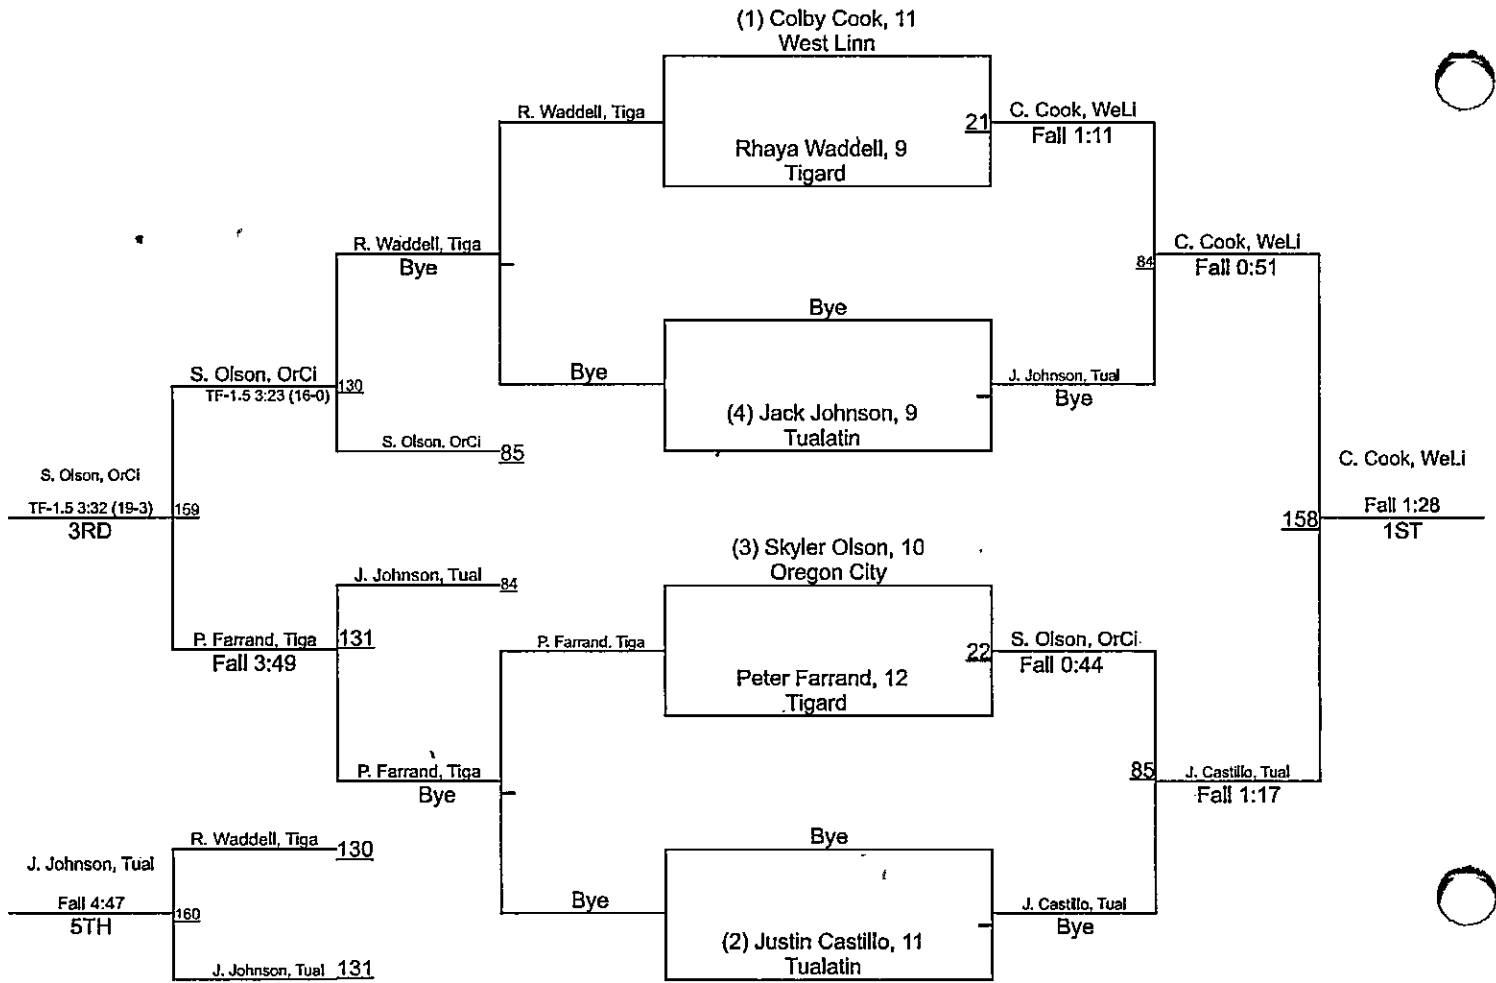 (1) Colby Cook, 11
West Linn
R. Waddell, Tiga
21
C. Cook, WeLi
Fall 1:11
Rhaya Waddell, 9
Tigard
R. Waddell, Tiga
Bye
84
C. Cook, WeLi
Fall 0:51
Bye
S. Olson, OrCi
TF-1.5 3:23 (16-0)
130
Bye
J. Johnson, Tual
Bye
(4) Jack Johnson, 9
Tualatin
S. Olson, OrCi
85
S. Olson, OrCi
TF-1.5 3:32 (19-3)
3RD
159
C. Cook, WeLi
Fall 1:28
1ST
158
(3) Skyler Olson, 10
Oregon City
J. Johnson, Tual
84
P. Farrand, Tiga
Fall 3:49
131
P. Farrand, Tiga
22
S. Olson, OrCi
Fall 0:44
Peter Farrand, 12
Tigard
P. Farrand, Tiga
Bye
85
J. Castillo, Tual
Fall 1:17
R. Waddell, Tiga
130
Bye
J. Johnson, Tual
Fall 4:47
5TH
160
Bye
J. Castillo, Tual
Bye
(2) Justin Castillo, 11
Tualatin
J. Johnson, Tual
131